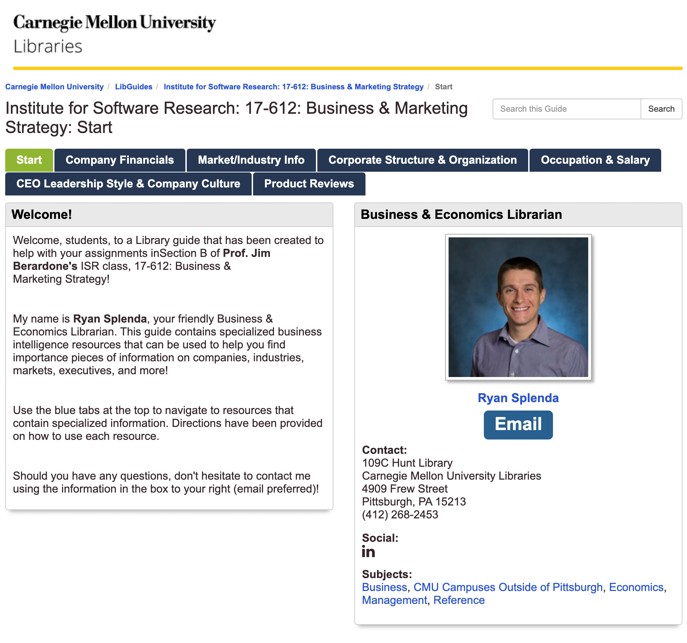 Carnegie Mellon University
Libraries
Carnegie Mellon University / LibGuides / Institute for Software Research: 17-612: Business & Marketing Strategy / Start
Institute for Software Research: 17-612: Business & Marketing
Strategy: Start
Search this Guide
Search
Start
Company Financials
Market/Industry Info
Corporate Structure & Organization
Occupation & Salary
CEO Leadership Style & Company Culture
Product Reviews
Welcome!
Welcome, students, to a Library guide that has been created to
help with your assignments inSection B of Prof. Jim
Berardone's ISR class, 17-612: Business &
Marketing Strategy!
My name is Ryan Splenda, your friendly Business &
Economics Librarian. This guide contains specialized business
intelligence resources that can be used to help you find
importance pieces of information on companies, industries,
markets, executives, and more!
Use the blue tabs at the top to navigate to resources that
contain specialized information. Directions have been provided
on how to use each resource.
Should you have any questions, don't hesitate to contact me
using the information in the box to your right (email preferred)!
Business & Economics Librarian
Ryan Splenda
Email
Contact:
109C Hunt Library
Carnegie Mellon University Libraries
4909 Frew Street
Pittsburgh, PA 15213
(412) 268-2453
Social:
in
Subjects:
Business, CMU Campuses Outside of Pittsburgh, Economics,
Management, Reference